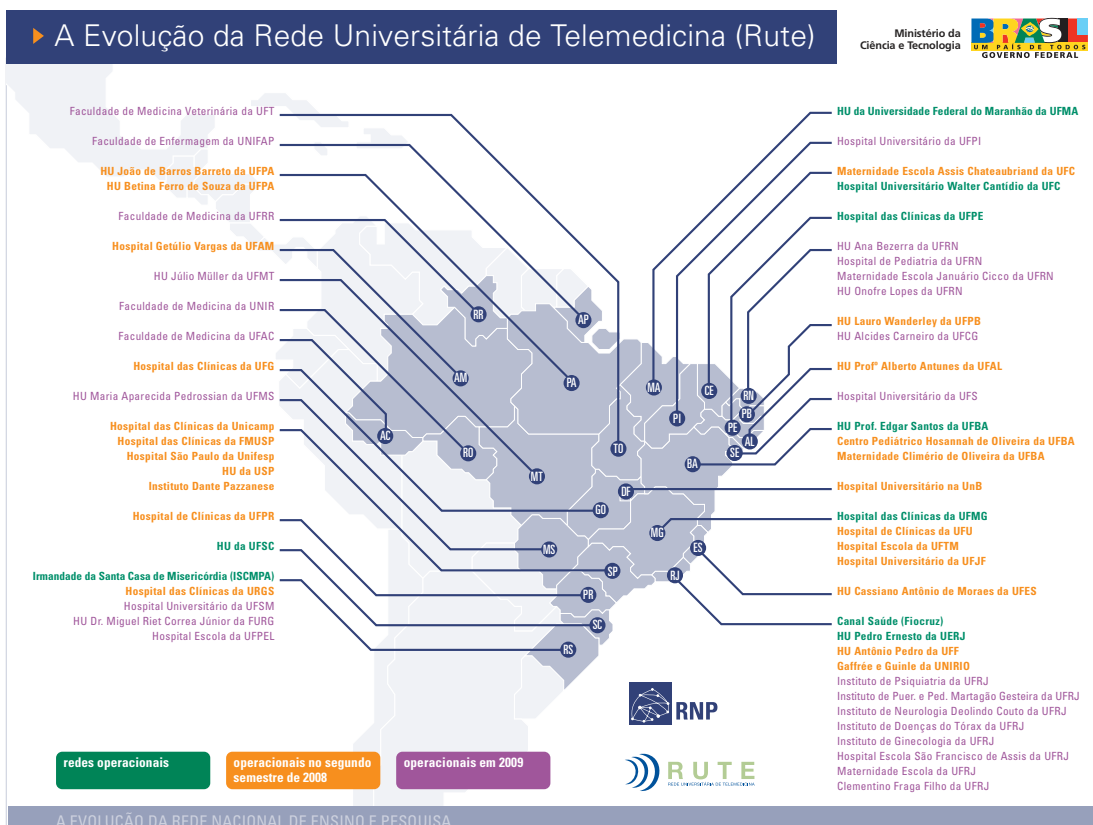 A Evolução da Rede Universitária de Telemedicina (Rute)
Ministério da
Ciência e Tecnologia
BRASIL
UM PAÍS DE TODOS
GOVERNO FEDERAL
Faculdade de Medicina Veterinária da UFT
Faculdade de Enfermagem da UNIFAP
HU João de Barros Barreto da UFPA
HU Betina Ferro de Souza da UFPA
Faculdade de Medicina da UFRR
Hospital Getúlio Vargas da UFAM
HU Júlio Müller da UFMT
Faculdade de Medicina da UNIR
Faculdade de Medicina da UFAC
Hospital das Clínicas da UFG
HU Maria Aparecida Pedrossian da UFMS
Hospital das Clínicas da Unicamp
Hospital das Clínicas da FMUSP
Hospital São Paulo da Unifesp
HU da USP
Instituto Dante Pazzanese
Hospital de Clínicas da UFPR
HU da UFSC
Irmandade da Santa Casa de Misericórdia (ISCMPA)
Hospital das Clínicas da URGS
Hospital Universitário da UFSM
HU Dr. Miguel Riet Correa Júnior da FURG
Hospital Escola da UFPEL
RR
AP
AM
PA
MA
CE
RN
PB
PI
PE
AL
SE
AC
RO
TO
BA
MT
DF
GO
MG
MS
ES
SP
RJ
PR
SC
RS
HU da Universidade Federal do Maranhão da UFMA
Hospital Universitário da UFPI
Maternidade Escola Assis Chateaubriand da UFC
Hospital Universitário Walter Cantídio da UFC
Hospital das Clínicas da UFPE
HU Ana Bezerra da UFRN
Hospital de Pediatria da UFRN
Maternidade Escola Januário Cicco da UFRN
HU Onofre Lopes da UFRN
HU Lauro Wanderley da UFPB
HU Alcides Carneiro da UFCG
HU Profº Alberto Antunes da UFAL
Hospital Universitário da UFS
HU Prof. Edgar Santos da UFBA
Centro Pediátrico Hosannah de Oliveira da UFBA
Maternidade Climério de Oliveira da UFBA
Hospital Universitário na UnB
Hospital das Clínicas da UFMG
Hospital de Clínicas da UFU
Hospital Escola da UFTM
Hospital Universitário da UFJF
HU Cassiano Antônio de Moraes da UFES
Canal Saúde (Fiocruz)
HU Pedro Ernesto da UERJ
HU Antônio Pedro da UFF
Gaffrée e Guinle da UNIRIO
Instituto de Psiquiatria da UFRJ
Instituto de Puer. e Ped. Martagão Gesteira da UFRJ
Instituto de Neurologia Deolindo Couto da UFRJ
Instituto de Doenças do Tórax da UFRJ
Instituto de Ginecologia da UFRJ
Hospital Escola São Francisco de Assis da UFRJ
Maternidade Escola da UFRJ
Clementino Fraga Filho da UFRJ
RNP
RUTE
REDE UNIVERSITÁRIA DE TELEMEDICINA
redes operacionais
operacionais no segundo
semestre de 2008
operacionais em 2009
A EVOLUÇÃO DA REDE NACIONAL DE ENSINO E PESQUISA